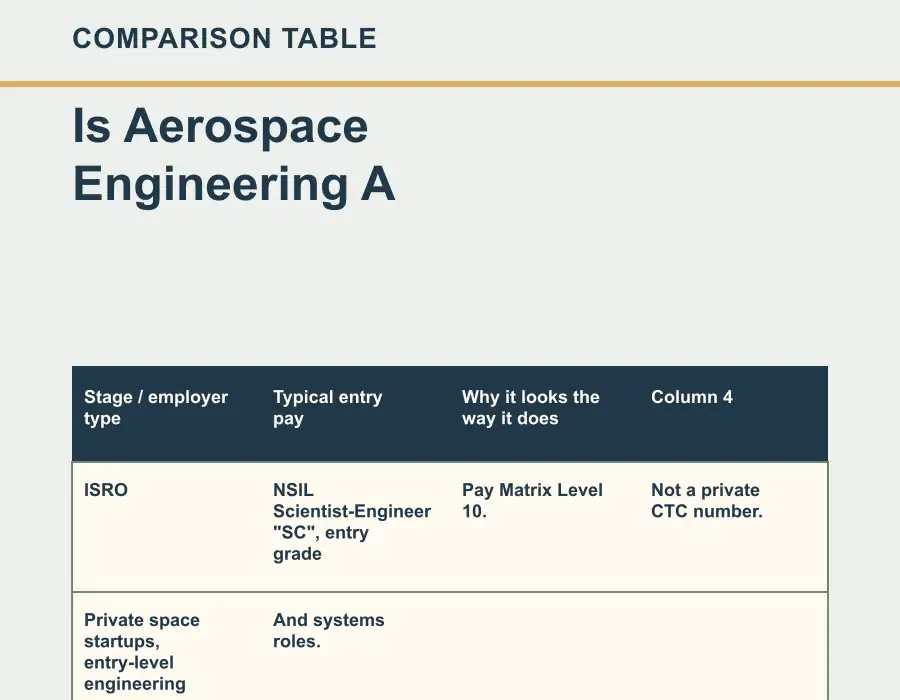 COMPARISON TABLE
Is Aerospace
Engineering A
Stage / employer
type
Typical entry
pay
Why it looks the
way it does
Column 4
ISRO
NSIL
Scientist-Engineer
"SC", entry
grade
Pay Matrix Level
10.
Not a private
CTC number.
Private space
startups,
entry-level
engineering
And systems
roles.